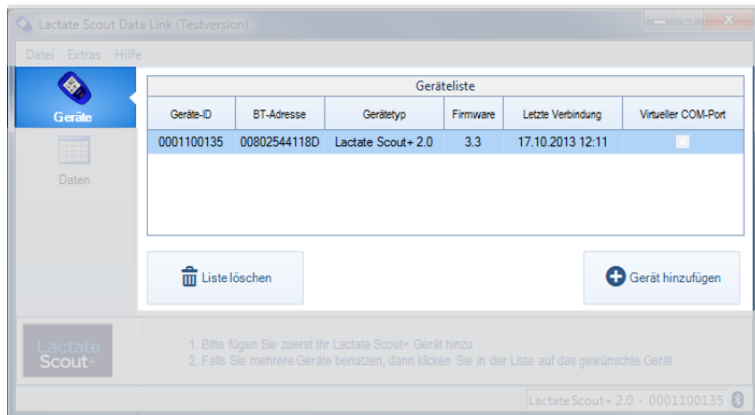 Lactate Scout Data Link (Testversion)
Datei Extras Hilfe
Geräte
Daten
Geräteliste
Geräte-ID BT-Adresse Gerätetyp Firmware Letzte Verbindung Virtueller COM-Port
0001100135 00802544118D Lactate Scout+ 2.0 3.3 17.10.2013 12:11
Liste löschen
Gerät hinzufügen
Lactate
Scout+
1. Bitte fügen Sie zuerst Ihr Lactate Scout+ Gerät hinzu
2. Falls Sie mehrere Geräte benutzen, dann klicken Sie in der Liste auf das gewünschte Gerät
Lactate Scout+ 2.0 - 0001100135